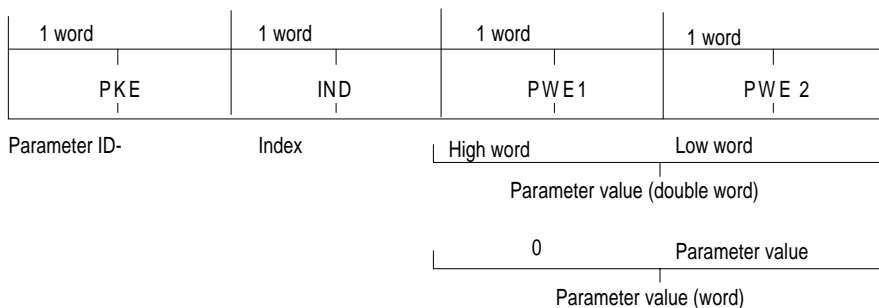 1 word 1 word 1 word 1 word
PKE IND PWE1 PWE 2
Parameter ID- Index High word Low word
Parameter value (double word)
0 Parameter value
Parameter value (word)